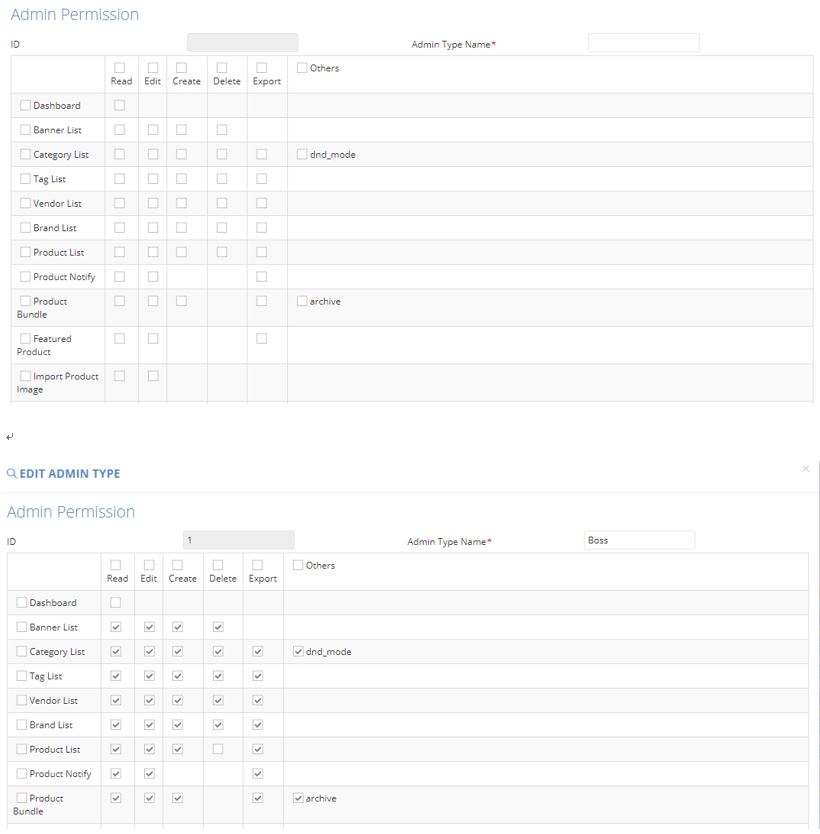 Admin Permission
ID Admin Type Name*
Read Edit Create Delete Export Others
Dashboard
Banner List
Category List dnd_mode
Tag List
Vendor List
Brand List
Product List
Product Notify
Product archive
Bundle
Featured
Product
Import Product
Image
EDIT ADMIN TYPE ×
Admin Permission
ID 1 Admin Type Name* Boss
Read Edit Create Delete Export Others
Dashboard
Banner List
Category List dnd_mode
Tag List
Vendor List
Brand List
Product List
Product Notify
Product archive
Bundle